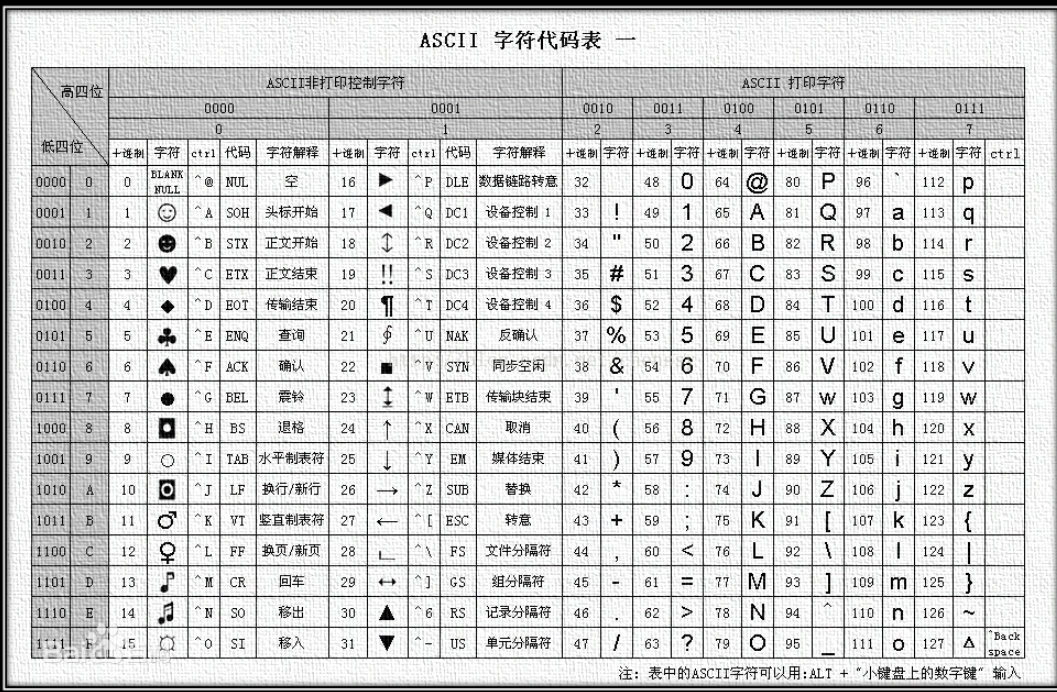 ASCII 字符代码表 一
高四位 ASCII非打印控制字符 ASCII 打印字符
0000 0001 0010 0011 0100 0101 0110 0111
0 1 2 3 4 5 6 7
低四位 十进制 字符 ctrl 代码 字符解释 十进制 字符 ctrl 代码 字符解释 十进制 字符 十进制 字符 十进制 字符 十进制 字符 十进制 字符 十进制 字符 ctrl
0000 0 0 BLANK NULL ^@ NUL 空 16 ► ^P DLE 数据链路转意 32 48 0 64 @ 80 P 96 ` 112 p
0001 1 1 ☺ ^A SOH 头标开始 17 ◄ ^Q DC1 设备控制 1 33 ! 49 1 65 A 81 Q 97 a 113 q
0010 2 2 ☻ ^B STX 正文开始 18 ↕ ^R DC2 设备控制 2 34 " 50 2 66 B 82 R 98 b 114 r
0011 3 3 ♥ ^C ETX 正文结束 19 ‼ ^S DC3 设备控制 3 35 # 51 3 67 C 83 S 99 c 115 s
0100 4 4 ♦ ^D EOT 传输结束 20 ¶ ^T DC4 设备控制 4 36 $ 52 4 68 D 84 T 100 d 116 t
0101 5 5 ♣ ^E ENQ 查询 21 ∮ ^U NAK 反确认 37 % 53 5 69 E 85 U 101 e 117 u
0110 6 6 ♠ ^F ACK 确认 22 ■ ^V SYN 同步空闲 38 & 54 6 70 F 86 V 102 f 118 v
0111 7 7 ● ^G BEL 震铃 23 ↨ ^W ETB 传输块结束 39 ' 55 7 71 G 87 w 103 g 119 w
1000 8 8 ◘ ^H BS 退格 24 ↑ ^X CAN 取消 40 ( 56 8 72 H 88 X 104 h 120 x
1001 9 9 ○ ^I TAB 水平制表符 25 ↓ ^Y EM 媒体结束 41 ) 57 9 73 I 89 Y 105 i 121 y
1010 A 10 ◙ ^J LF 换行/新行 26 → ^Z SUB 替换 42 * 58 : 74 J 90 Z 106 j 122 z
1011 B 11 ♂ ^K VT 竖直制表符 27 ← ^[ ESC 转意 43 + 59 ; 75 K 91 [ 107 k 123 {
1100 C 12 ♀ ^L FF 换页/新页 28 ∟ ^\ FS 文件分隔符 44 , 60 < 76 L 92 \ 108 l 124 |
1101 D 13 ♪ ^M CR 回车 29 ↔ ^] GS 组分隔符 45 - 61 = 77 M 93 ] 109 m 125 }
1110 E 14 ♫ ^N SO 移出 30 ▲ ^6 RS 记录分隔符 46 . 62 > 78 N 94 ^ 110 n 126 ~
1111 F 15 ☼ ^O SI 移入 31 ▼ ^- US 单元分隔符 47 / 63 ? 79 O 95 _ 111 o 127 Δ ^Back space
注: 表中的ASCII字符可以用:ALT + "小键盘上的数字键" 输入